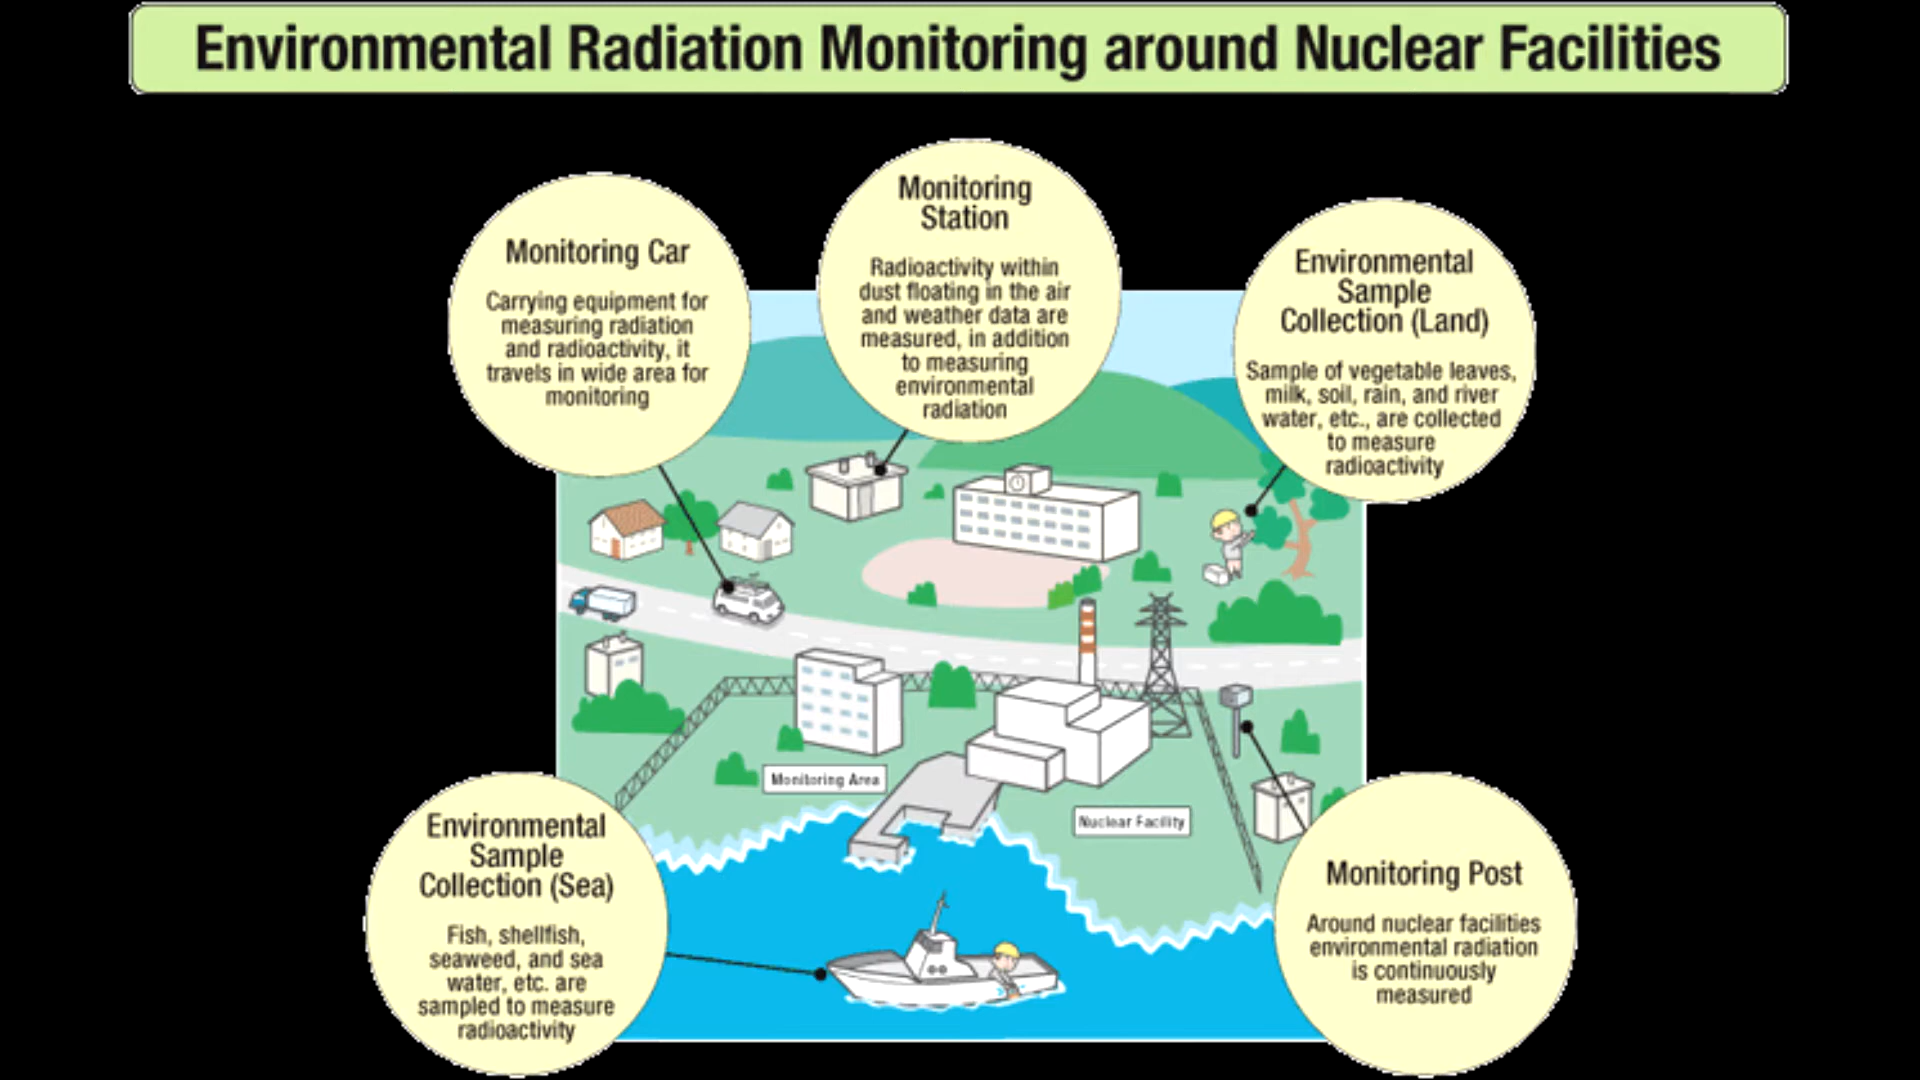 Environmental Radiation Monitoring around Nuclear Facilities
Monitoring
Station
Radioactivity within
dust floating in the air
and weather data are
measured, in addition
to measuring
environmental
radiation
Monitoring Car
Carrying equipment for
measuring radiation
and radioactivity, it
travels in wide area for
monitoring
Environmental
Sample
Collection (Land)
Sample of vegetable leaves,
milk, soil, rain, and river
water, etc., are collected
to measure
radioactivity
Monitoring Area
Nuclear Facility
Environmental
Sample
Collection (Sea)
Fish, shellfish,
seaweed, and sea
water, etc. are
sampled to measure
radioactivity
Monitoring Post
Around nuclear facilities
environmental radiation
is continuously
measured